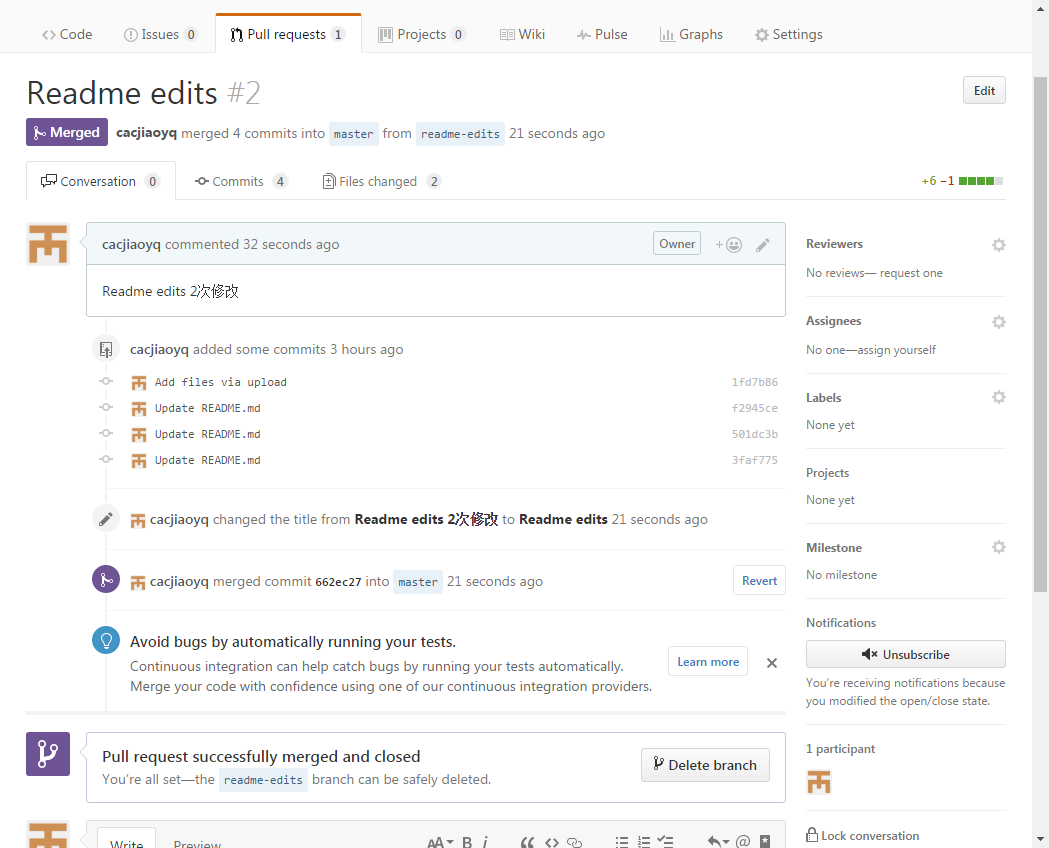 Code Issues 0 Pull requests 1 Projects 0 Wiki Pulse Graphs Settings
Readme edits #2 Edit
Merged cacjiaoyq merged 4 commits into master from readme-edits 21 seconds ago
Conversation 0 Commits 4 Files changed 2 +6 −1
cacjiaoyq commented 32 seconds ago Owner +
Readme edits 2次修改
cacjiaoyq added some commits 3 hours ago
Add files via upload 1fd7b86
Update README.md f2945ce
Update README.md 501dc3b
Update README.md 3faf775
cacjiaoyq changed the title from Readme edits 2次修改 to Readme edits 21 seconds ago
cacjiaoyq merged commit 662ec27 into master 21 seconds ago Revert
Avoid bugs by automatically running your tests.
Continuous integration can help catch bugs by running your tests automatically.
Merge your code with confidence using one of our continuous integration providers.
Learn more
Pull request successfully merged and closed
You’re all set—the readme-edits branch can be safely deleted.
Delete branch
Write Preview AA B i “ <> @
Reviewers
No reviews— request one
Assignees
No one—assign yourself
Labels
None yet
Projects
None yet
Milestone
No milestone
Notifications
Unsubscribe
You’re receiving notifications because
you modified the open/close state.
1 participant
Lock conversation